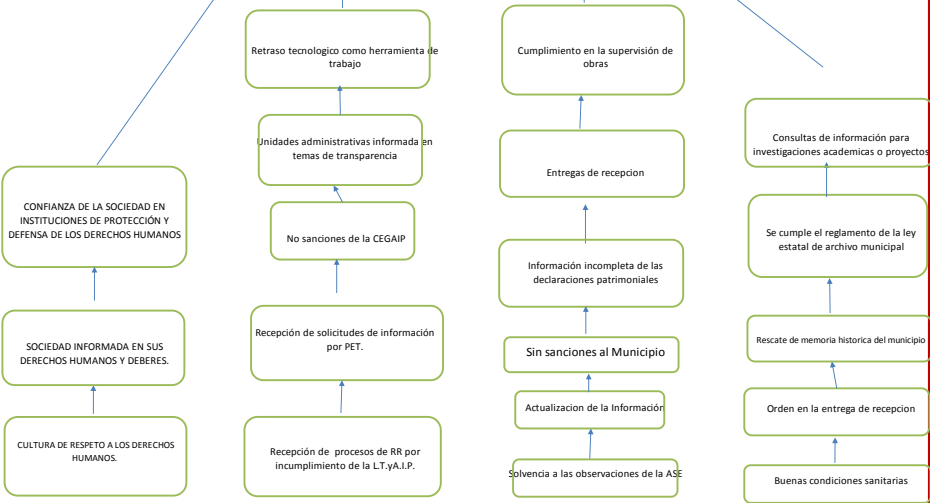 Retraso tecnologico como herramienta de
trabajo
Unidades administrativas informada en
temas de transparencia
No sanciones de la CEGAIP
Recepción de solicitudes de información
por PET.
Recepción de procesos de RR por
incumplimiento de la L.T.yA.I.P.
CONFIANZA DE LA SOCIEDAD EN
INSTITUCIONES DE PROTECCIÓN Y
DEFENSA DE LOS DERECHOS HUMANOS
SOCIEDAD INFORMADA EN SUS
DERECHOS HUMANOS Y DEBERES.
CULTURA DE RESPETO A LOS DERECHOS
HUMANOS.
Cumplimiento en la supervisión de
obras
Entregas de recepcion
Información incompleta de las
declaraciones patrimoniales
Sin sanciones al Municipio
Actualizacion de la Información
Solvencia a las observaciones de la ASE
Consultas de información para
investigaciones academicas o proyectos
Se cumple el reglamento de la ley
estatal de archivo municipal
Rescate de memoria historica del municipio
Orden en la entrega de recepcion
Buenas condiciones sanitarias